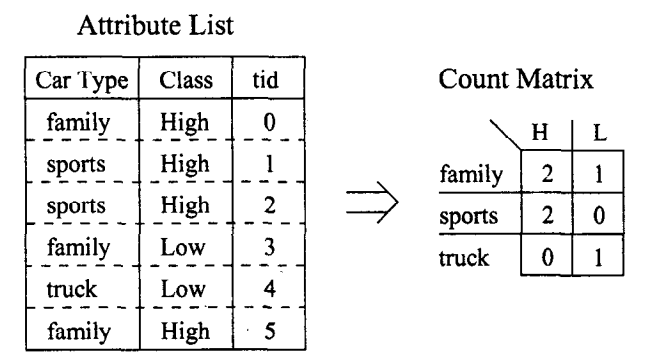 Attribute List
Car Type Class tid
family High 0
sports High 1
sports High 2
family Low 3
truck Low 4
family High 5
Count Matrix
H L
family 2 1
sports 2 0
truck 0 1